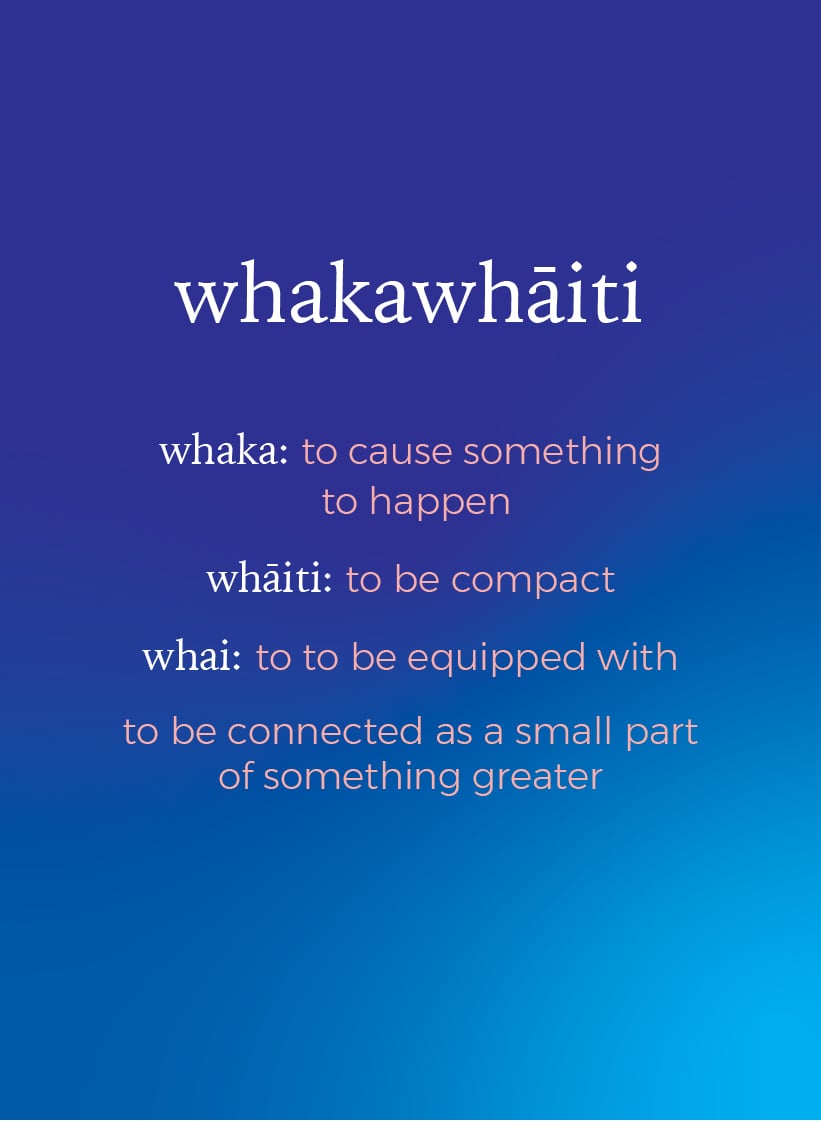 whakawhāiti
whaka: to cause something
to happen
whāiti: to be compact
whai: to to be equipped with
to be connected as a small part
of something greater